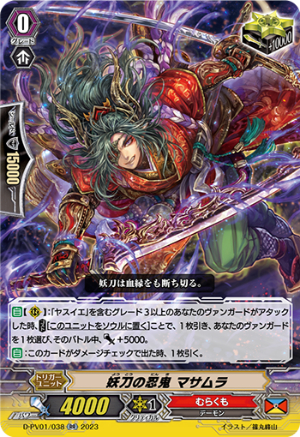 グレード
0
+10000
15000
妖刀は血縁をも断ち切る。
【R】：「ヤスイエ」を含むグレード3以上のあなたのヴァンガードがアタック
した時、【このユニットをソウルに置く】ことで、1枚引き、あなたのヴァンガードを
1枚選び、そのバトル中、+5000。
：このカードがダメージチェックで出た時、1枚引く。
トリガー
ユニット
妖刀の忍鬼 マサムラ
パワー
4000
1
クリティカル
むらくも
デーモン
D-PV01/038 RR 2023
イラスト／篠丸峰山